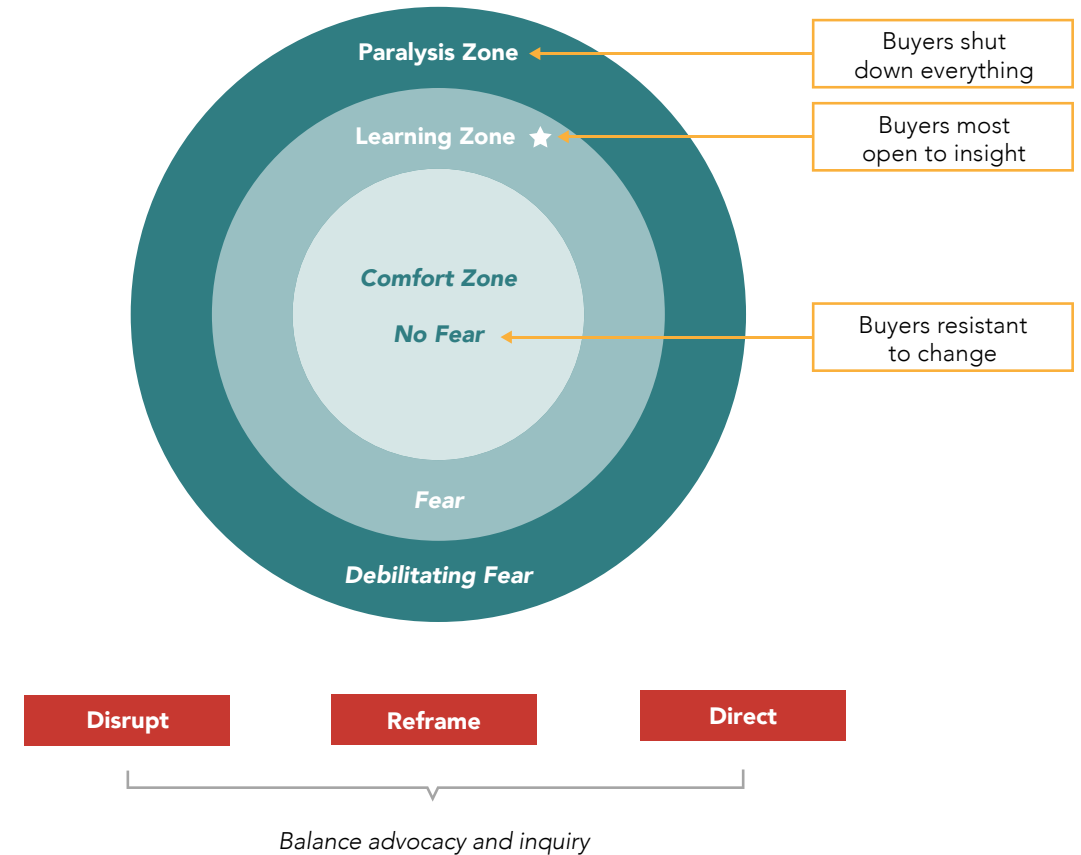 Paralysis Zone
Buyers shut
down everything
Learning Zone
Buyers most
open to insight
Comfort Zone
No Fear
Buyers resistant
to change
Fear
Debilitating Fear
Disrupt
Reframe
Direct
Balance advocacy and inquiry